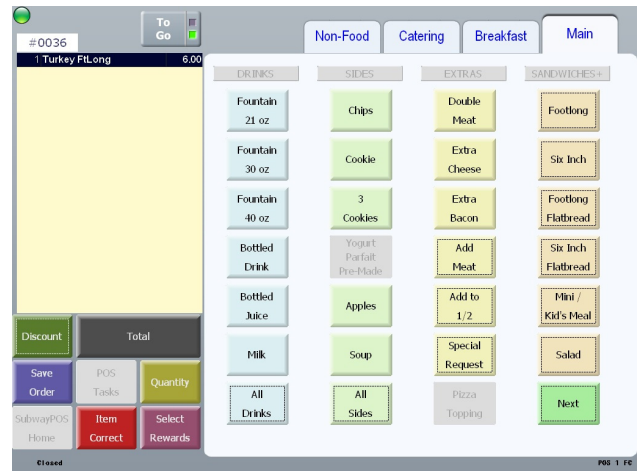 #0036
To
Go
Non-Food
Catering
Breakfast
Main
1 Turkey FtLong 6.00
DRINKS
SIDES
EXTRAS
SANDWICHES+
Fountain
21 oz
Chips
Double
Meat
Footlong
Fountain
30 oz
Cookie
Extra
Cheese
Six Inch
Fountain
40 oz
3
Cookies
Extra
Bacon
Footlong
Flatbread
Bottled
Drink
Yogurt
Parfait
Pre-Made
Add
Meat
Six Inch
Flatbread
Bottled
Juice
Apples
Add to
1/2
Mini /
Kid's Meal
Milk
Soup
Special
Request
Salad
All
Drinks
All
Sides
Pizza
Topping
Next
Discount
Total
Save
Order
POS
Tasks
Quantity
SubwayPOS
Home
Item
Correct
Select
Rewards
Closed
POS 1 FC